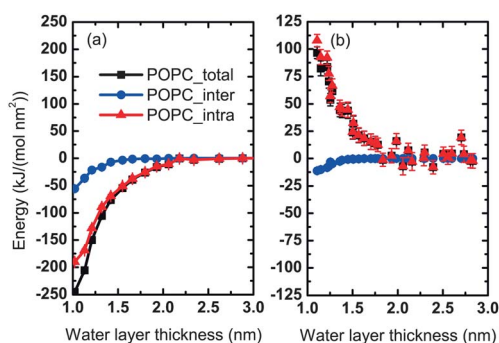 250
200
150
100
50
0
-50
-100
-150
-200
-250
Energy (kJ/(mol nm²))
(a)
POPC_total
POPC_inter
POPC_intra
1.0 1.5 2.0 2.5 3.0
Water layer thickness (nm)
125
100
75
50
25
0
-25
-50
-75
-100
-125
(b)
1.0 1.5 2.0 2.5 3.0
Water layer thickness (nm)